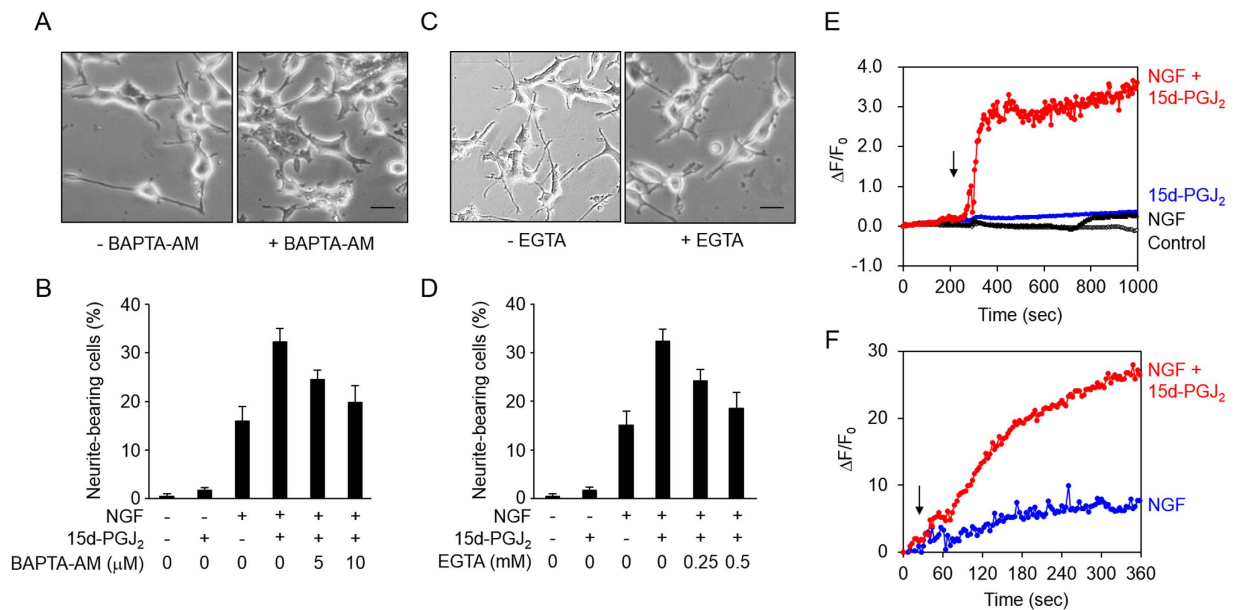 A
- BAPTA-AM
+ BAPTA-AM
B
Neurite-bearing cells (%)
40
30
20
10
0
NGF - - + + + +
15d-PGJ₂ - + - + + +
BAPTA-AM (μM) 0 0 0 0 5 10
C
- EGTA
+ EGTA
D
Neurite-bearing cells (%)
40
30
20
10
0
NGF - - + + + +
15d-PGJ₂ - + - + + +
EGTA (mM) 0 0 0 0 0.25 0.5
E
ΔF/F₀
4.0
3.0
2.0
1.0
0.0
-1.0
0 200 400 600 800 1000
Time (sec)
NGF +
15d-PGJ₂
15d-PGJ₂
NGF
Control
F
ΔF/F₀
30
20
10
0
0 60 120 180 240 300 360
Time (sec)
NGF +
15d-PGJ₂
NGF